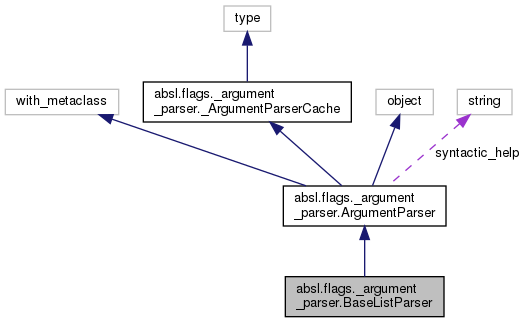 type
absl.flags._argument
_parser._ArgumentParserCache
with_metaclass
object
string
syntactic_help
absl.flags._argument
_parser.ArgumentParser
absl.flags._argument
_parser.BaseListParser